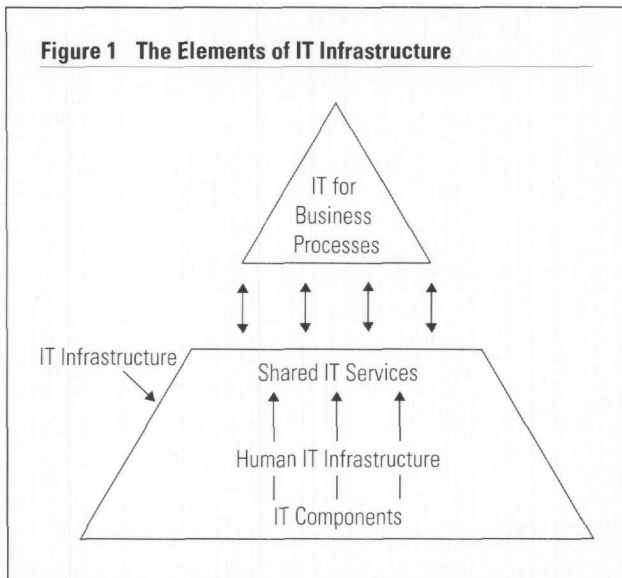 Figure 1 The Elements of IT Infrastructure
IT for
Business
Processes
IT Infrastructure
Shared IT Services
Human IT Infrastructure
IT Components